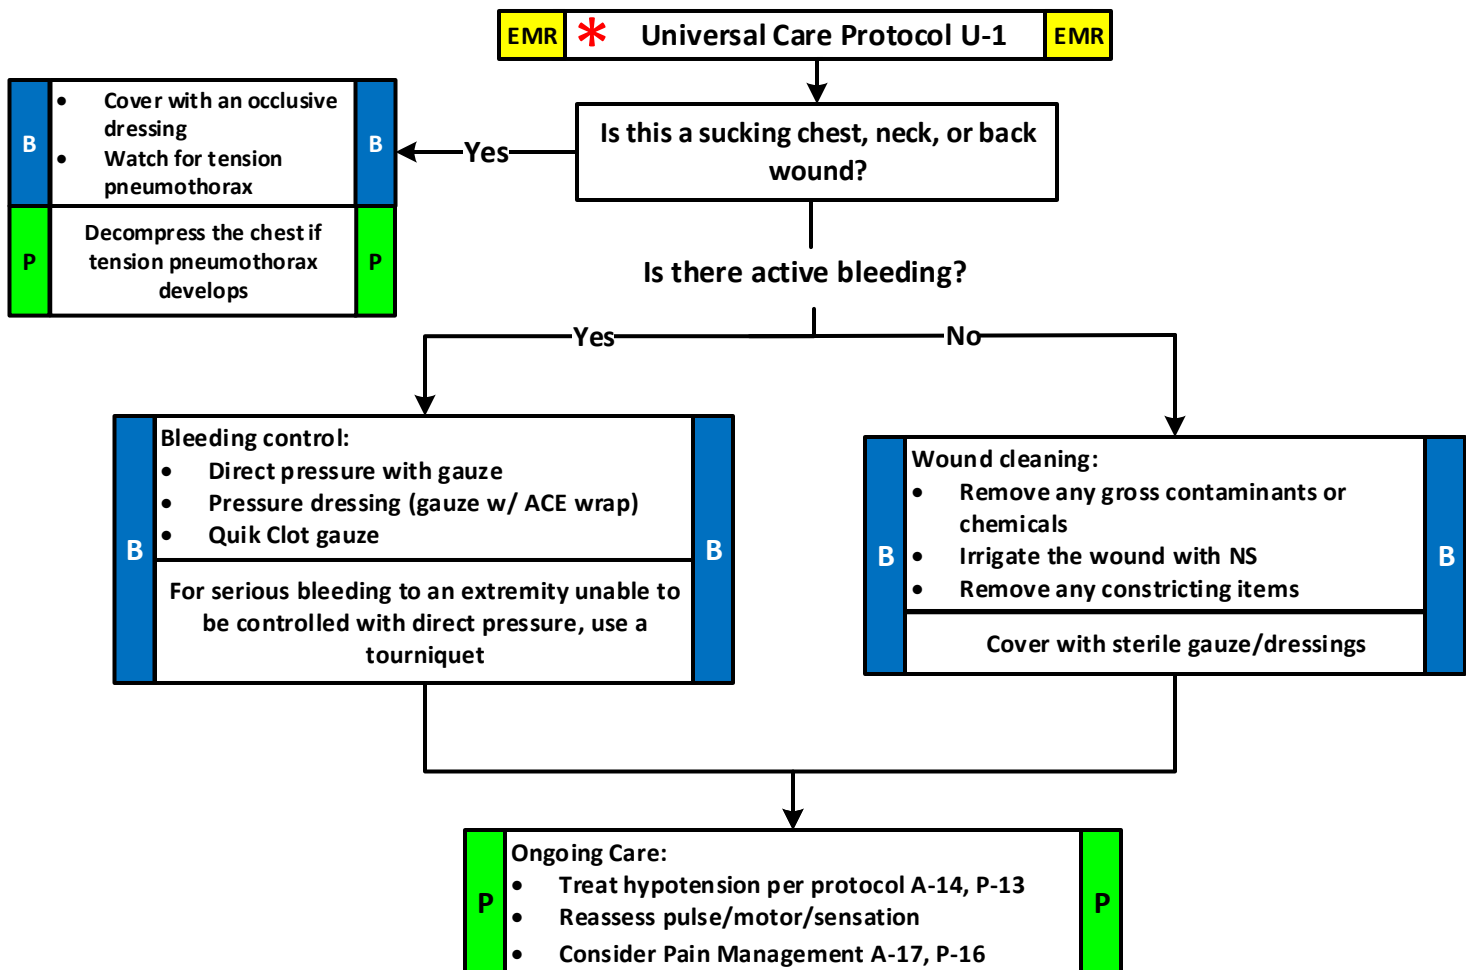 EMR * Universal Care Protocol U-1 EMR
Is this a sucking chest, neck, or back
wound?
Yes
B
• Cover with an occlusive
dressing
• Watch for tension
pneumothorax
B
P
Decompress the chest if
tension pneumothorax
develops
P
Is there active bleeding?
Yes
No
B
Bleeding control:
• Direct pressure with gauze
• Pressure dressing (gauze w/ ACE wrap)
• Quik Clot gauze
For serious bleeding to an extremity unable to
be controlled with direct pressure, use a
tourniquet
B
B
Wound cleaning:
• Remove any gross contaminants or
chemicals
• Irrigate the wound with NS
• Remove any constricting items
Cover with sterile gauze/dressings
B
P
Ongoing Care:
• Treat hypotension per protocol A-14, P-13
• Reassess pulse/motor/sensation
• Consider Pain Management A-17, P-16
P